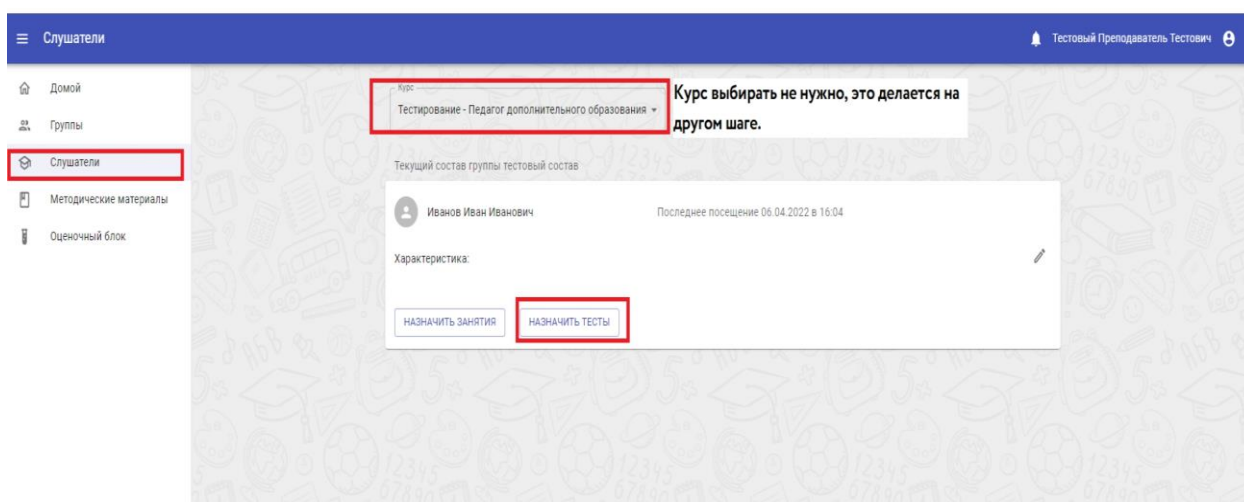 Слушатели
Тестовый Преподаватель Тестович
Домой
Группы
Слушатели
Методические материалы
Оценочный блок
Курс
Тестирование - Педагог дополнительного образования
Курс выбирать не нужно, это делается на
другом шаге.
Текущий состав группы тестовый состав
Иванов Иван Иванович
Последнее посещение 06.04.2022 в 16:04
Характеристика:
НАЗНАЧИТЬ ЗАНЯТИЯ
НАЗНАЧИТЬ ТЕСТЫ